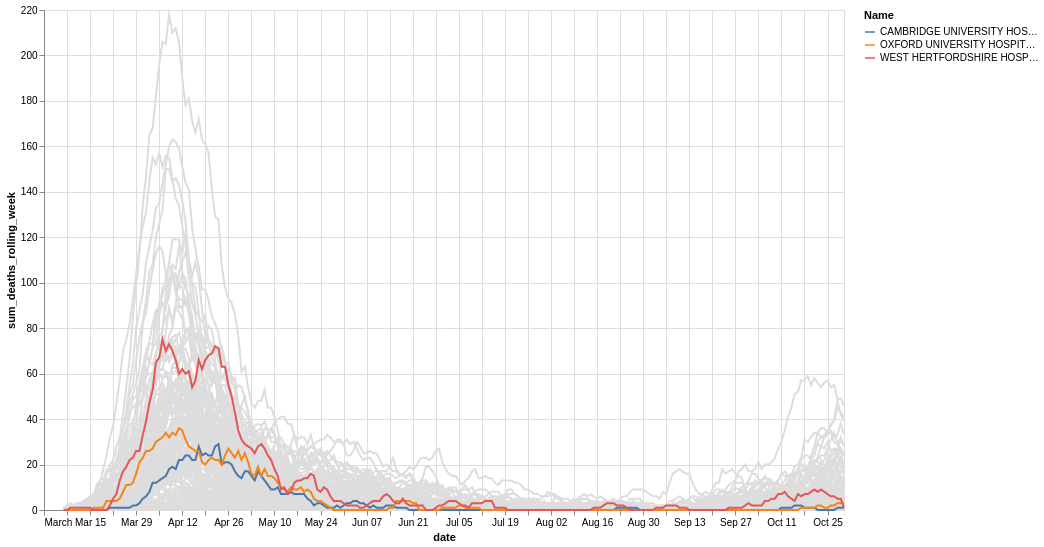 220
200
180
160
140
120
100
80
60
40
20
0
sum_deaths_rolling_week
March Mar 15 Mar 29 Apr 12 Apr 26 May 10 May 24 Jun 07 Jun 21 Jul 05 Jul 19 Aug 02 Aug 16 Aug 30 Sep 13 Sep 27 Oct 11 Oct 25
date
Name
CAMBRIDGE UNIVERSITY HOS…
OXFORD UNIVERSITY HOSPIT…
WEST HERTFORDSHIRE HOSP…